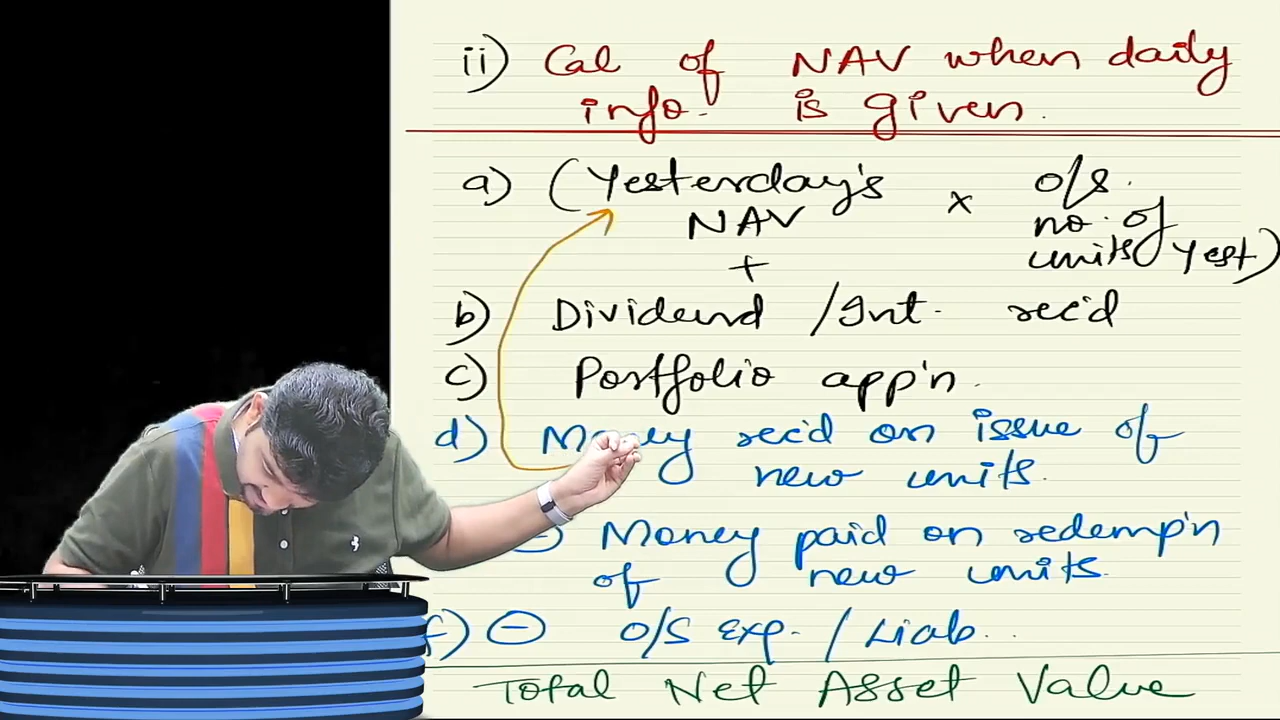 ii) Cal of NAV when daily
info. is given.
a) (Yesterday's × o/s.
NAV no. of
units Yest)
+
b) Dividend /Int. rec'd
c) Portfolio app'n.
d) Money rec'd on issue of
new units.
⊖ Money paid on redemp'n
of new units.
f) ⊖ O/S Exp. / Liab..
Total Net Asset Value